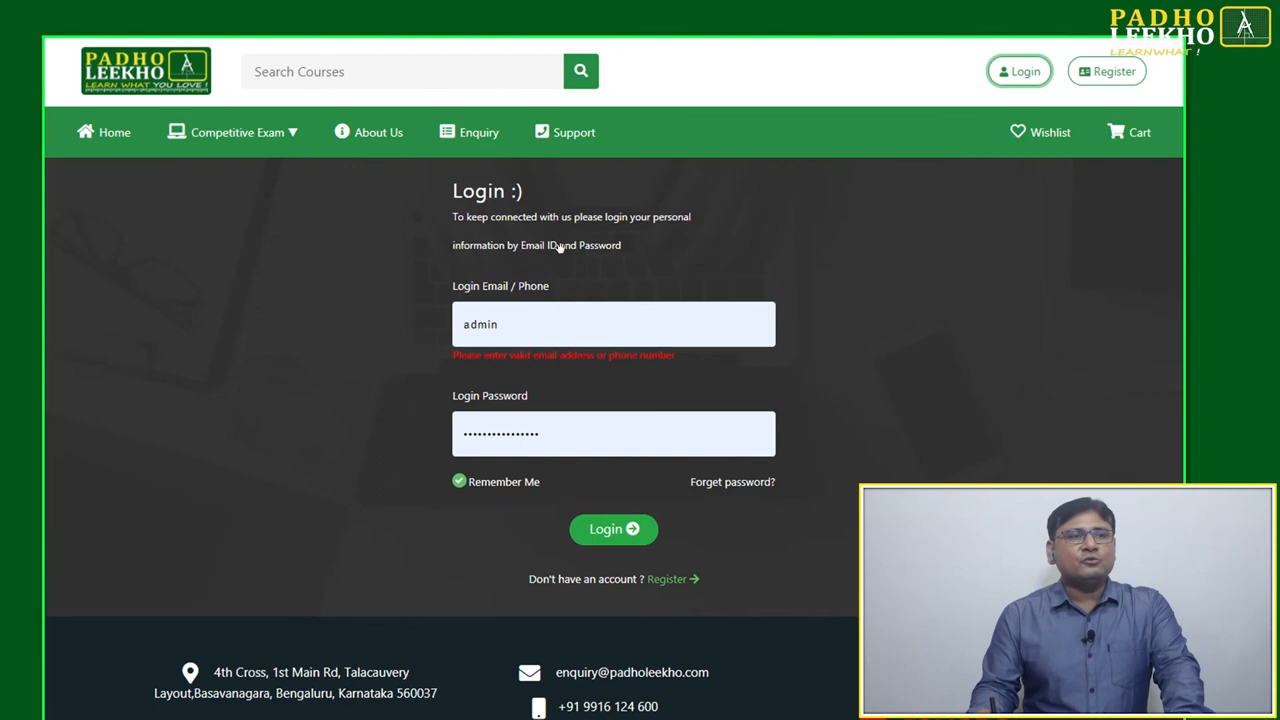 PADHO
LEEKHO
LEARNWHAT !
PADHO
LEEKHO
LEARN WHAT YOU LOVE !
Search Courses
Login
Register
Home
Competitive Exam ▼
About Us
Enquiry
Support
Wishlist
Cart
Login :)
To keep connected with us please login your personal
information by Email ID and Password
Login Email / Phone
admin
Please enter valid email address or phone number
Login Password
••••••••••••••••
Remember Me
Forget password?
Login
Don't have an account ? Register
4th Cross, 1st Main Rd, Talacauvery
Layout,Basavanagara, Bengaluru, Karnataka 560037
enquiry@padholeekho.com
+91 9916 124 600